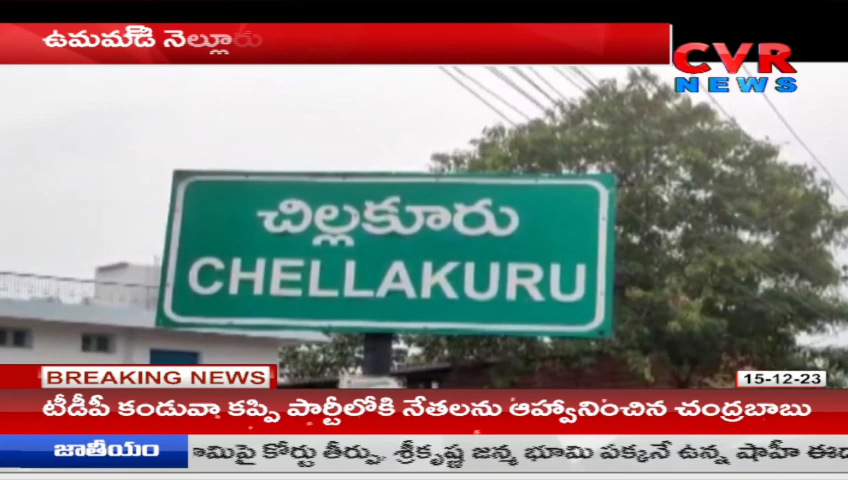 ఉమమడి నెల్లూరు
CVR
NEWS
చిల్లకూరు
CHELLAKURU
BREAKING NEWS
15-12-23
టీడీపీ కండువా కప్పి పార్టీలోకి నేతలను ఆహ్వానించిన చంద్రబాబు
జాతీయం
కోర్టు తీర్పు. శ్రీకృష్ణ జన్మ భూమి పక్కనే ఉన్న షాహీ